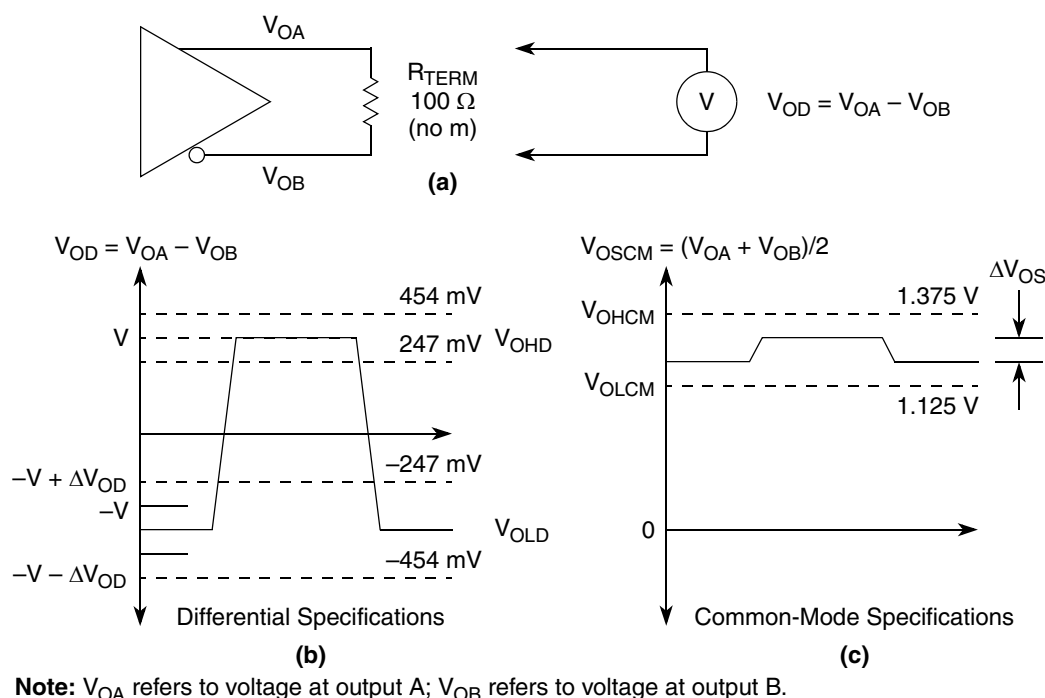 V_OA
R_TERM
100 Ω
(no m)
V_OB
V
V_OD = V_OA – V_OB
(a)
V_OD = V_OA – V_OB
454 mV
V
247 mV
V_OHD
–247 mV
–V + ΔV_OD
–V
V_OLD
–454 mV
–V – ΔV_OD
Differential Specifications
(b)
V_OSCM = (V_OA + V_OB)/2
ΔV_OS
V_OHCM
1.375 V
V_OLCM
1.125 V
0
Common-Mode Specifications
(c)
Note: V_OA refers to voltage at output A; V_OB refers to voltage at output B.